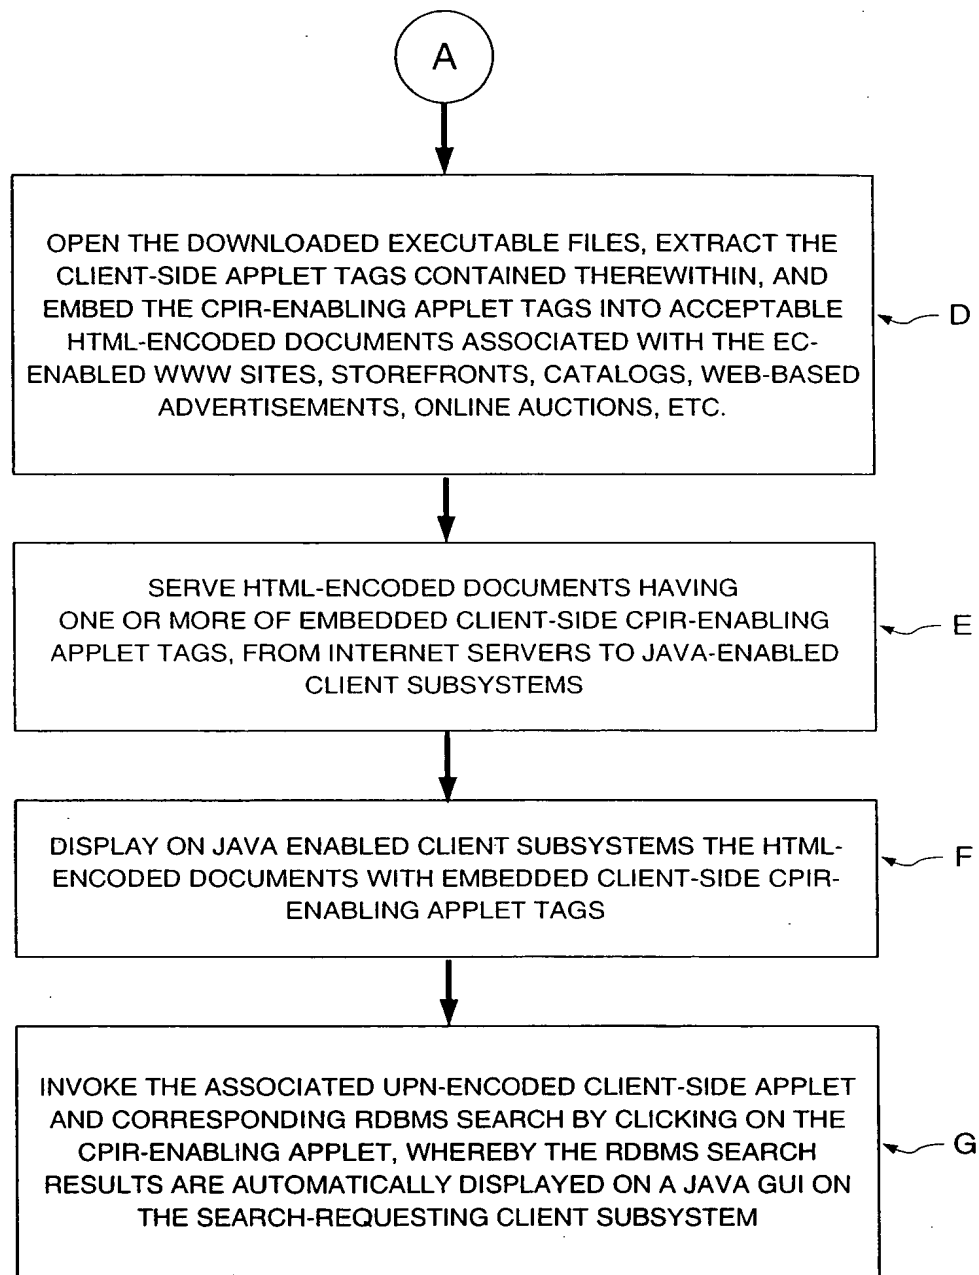 A
OPEN THE DOWNLOADED EXECUTABLE FILES, EXTRACT THE
CLIENT-SIDE APPLET TAGS CONTAINED THEREWITHIN, AND
EMBED THE CPIR-ENABLING APPLET TAGS INTO ACCEPTABLE
HTML-ENCODED DOCUMENTS ASSOCIATED WITH THE EC-
ENABLED WWW SITES, STOREFRONTS, CATALOGS, WEB-BASED
ADVERTISEMENTS, ONLINE AUCTIONS, ETC.
D
SERVE HTML-ENCODED DOCUMENTS HAVING
ONE OR MORE OF EMBEDDED CLIENT-SIDE CPIR-ENABLING
APPLET TAGS, FROM INTERNET SERVERS TO JAVA-ENABLED
CLIENT SUBSYSTEMS
E
DISPLAY ON JAVA ENABLED CLIENT SUBSYSTEMS THE HTML-
ENCODED DOCUMENTS WITH EMBEDDED CLIENT-SIDE CPIR-
ENABLING APPLET TAGS
F
INVOKE THE ASSOCIATED UPN-ENCODED CLIENT-SIDE APPLET
AND CORRESPONDING RDBMS SEARCH BY CLICKING ON THE
CPIR-ENABLING APPLET, WHEREBY THE RDBMS SEARCH
RESULTS ARE AUTOMATICALLY DISPLAYED ON A JAVA GUI ON
THE SEARCH-REQUESTING CLIENT SUBSYSTEM
G